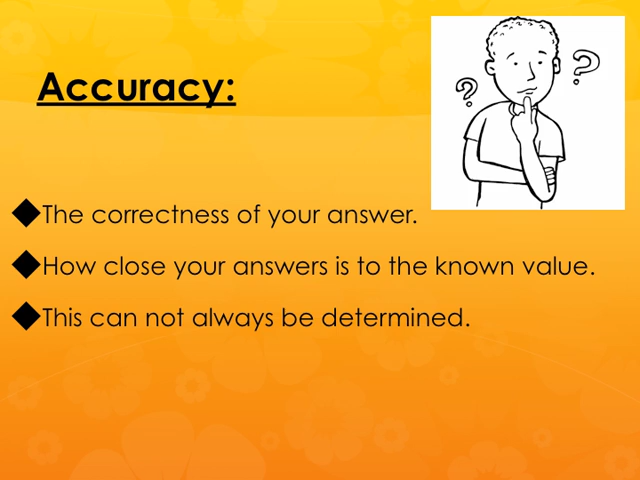 Accuracy:
? ?
The correctness of your answer.
How close your answers is to the known value.
This can not always be determined.